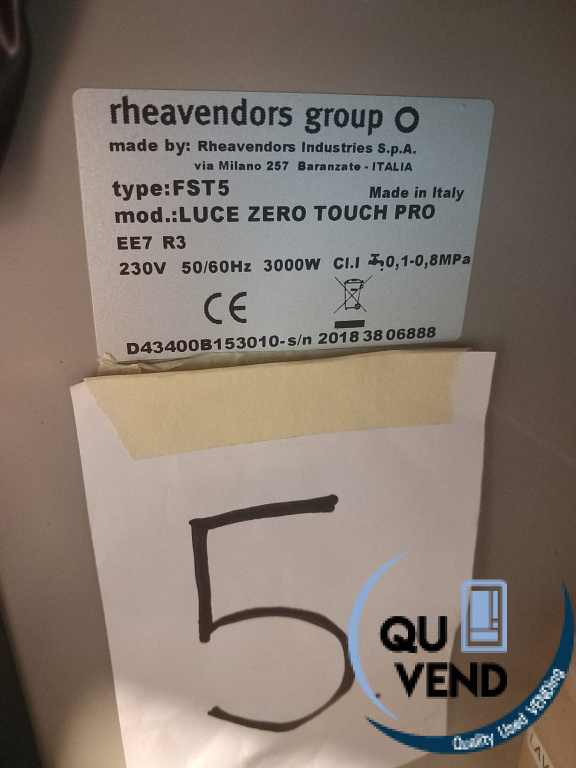 rheavendors group
made by: Rheavendors Industries S.p.A.
via Milano 257 Baranzate - ITALIA
type:FST5 Made in Italy
mod.:LUCE ZERO TOUCH PRO
EE7 R3
230V 50/60Hz 3000W Cl.I 0,1-0,8MPa
CE
D43400B153010-s/n 2018 38 06888
5
QU
VEND
Quality Used VENDing